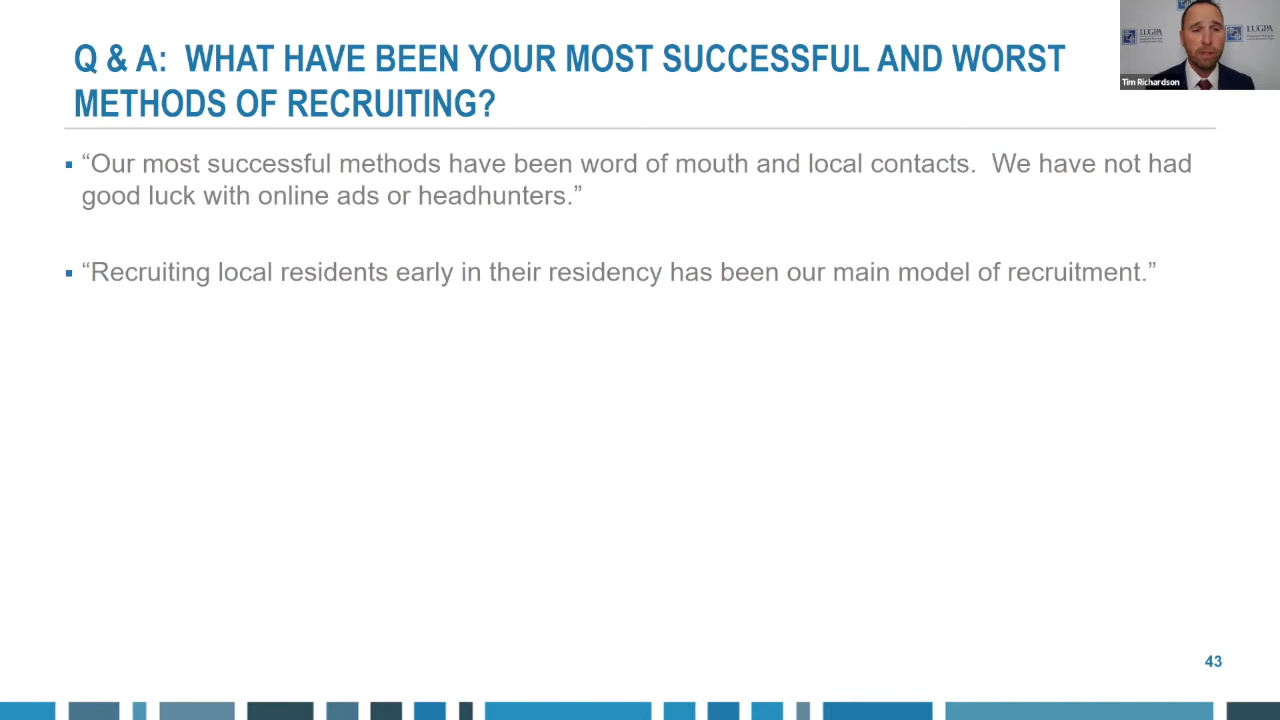 Q & A:  WHAT HAVE BEEN YOUR MOST SUCCESSFUL AND WORST
METHODS OF RECRUITING?
▪ “Our most successful methods have been word of mouth and local contacts.  We have not had
good luck with online ads or headhunters.”
▪ “Recruiting local residents early in their residency has been our main model of recruitment.”
LUGPA
LUGPA
Tim Richardson
43